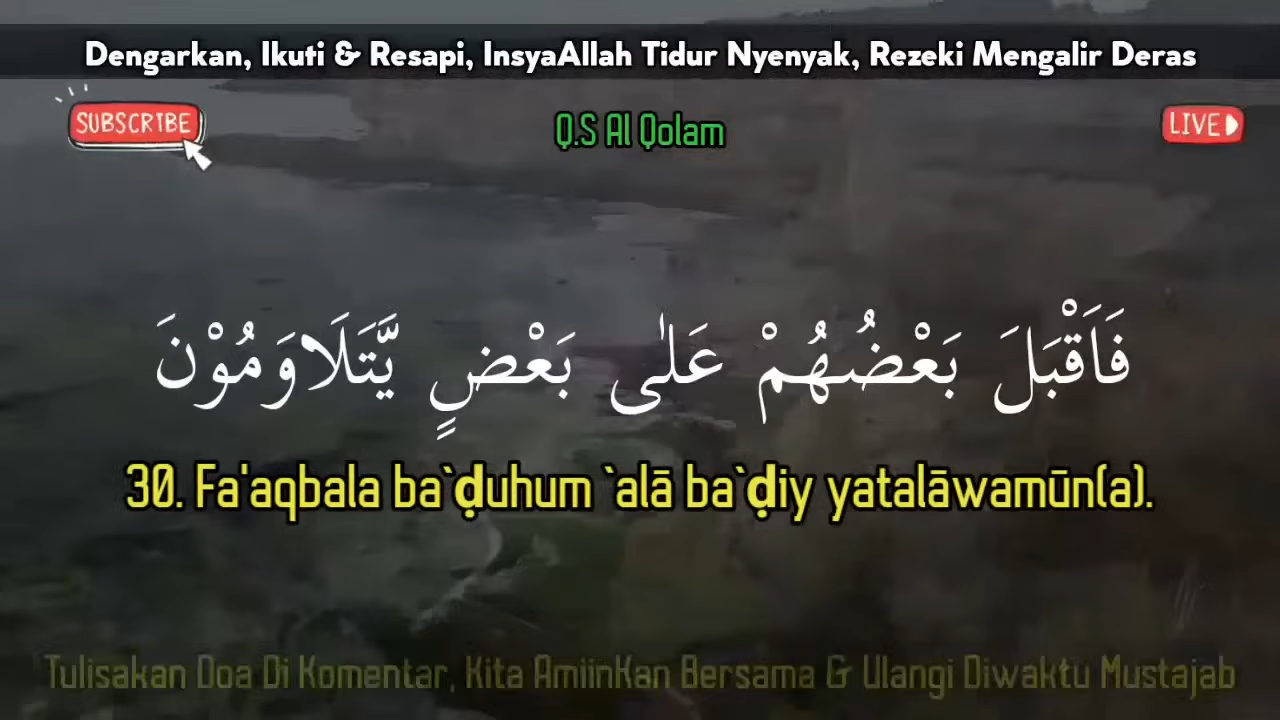 Dengarkan, Ikuti & Resapi, InsyaAllah Tidur Nyenyak, Rezeki Mengalir Deras
SUBSCRIBE
Q.S Al Qolam
LIVE
فَاَقْبَلَ بَعْضُهُمْ عَلٰى بَعْضٍ يَّتَلَاوَمُوْنَ
30. Fa'aqbala ba`ḍuhum `alā ba`ḍiy yatalāwamūn(a).
Tulisakan Doa Di Komentar, Kita AmiinKan Bersama & Ulangi Diwaktu Mustajab